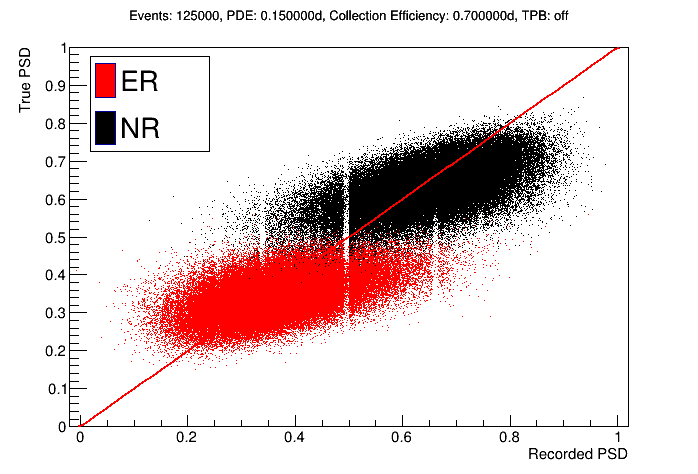 Events: 125000, PDE: 0.150000d, Collection Efficiency: 0.700000d, TPB: off
True PSD
1
0.9
0.8
0.7
0.6
0.5
0.4
0.3
0.2
0.1
0
ER
NR
0 0.2 0.4 0.6 0.8 1
Recorded PSD